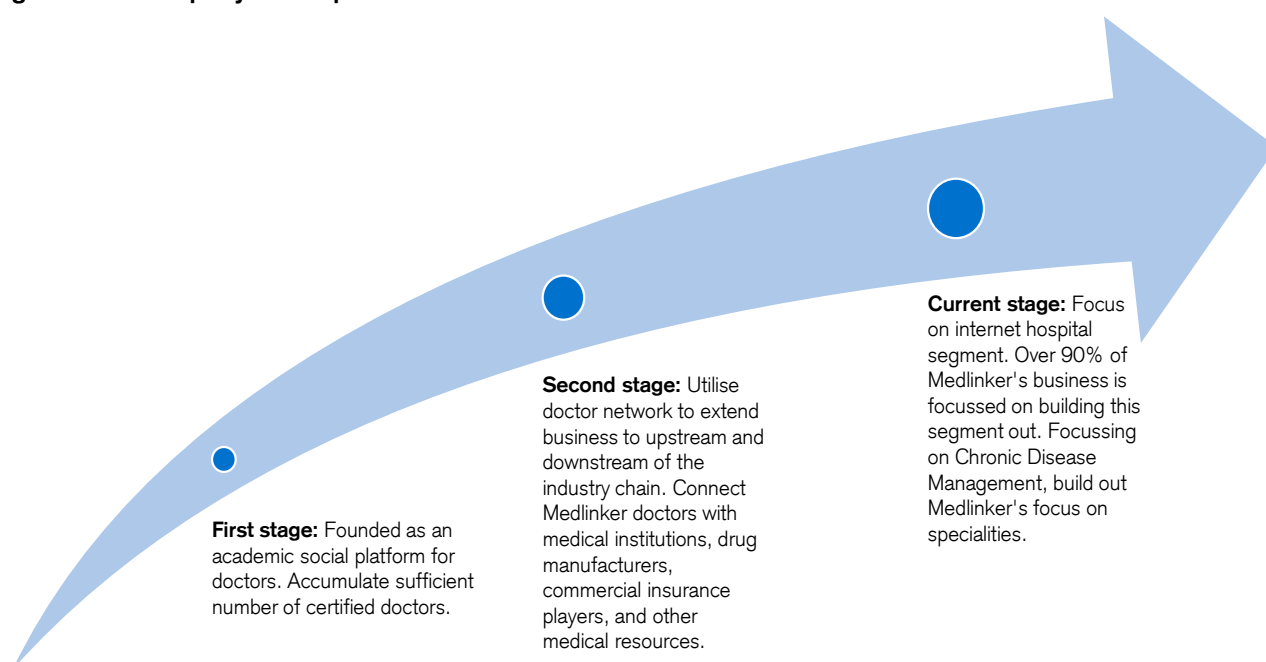 First stage: Founded as an
academic social platform for
doctors. Accumulate sufficient
number of certified doctors.
Second stage: Utilise
doctor network to extend
business to upstream and
downstream of the
industry chain. Connect
Medlinker doctors with
medical institutions, drug
manufacturers,
commercial insurance
players, and other
medical resources.
Current stage: Focus
on internet hospital
segment. Over 90% of
Medlinker's business is
focussed on building this
segment out. Focussing
on Chronic Disease
Management, build out
Medlinker's focus on
specialities.